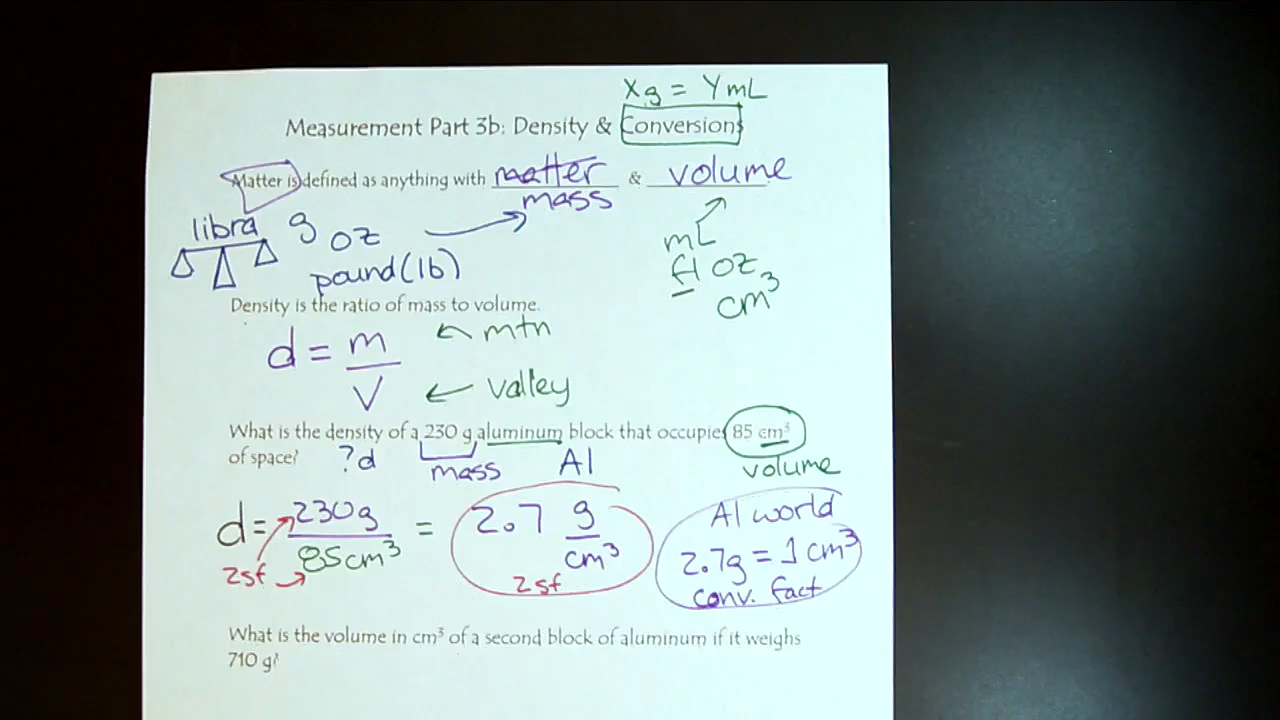 Xg = YmL
Measurement Part 3b: Density & Conversions
Matter is defined as anything with matter & volume
mass
libra g oz
pound (lb)
mL
fl oz
cm³
Density is the ratio of mass to volume.
d = m/V
← mtn
← valley
What is the density of a 230 g aluminum block that occupies 85 cm³
of space? ?d mass Al volume
d = 230g/85cm³ = 2.7 g/cm³
2sf
2sf
Al world
2.7g = 1 cm³
conv. fact
What is the volume in cm³ of a second block of aluminum if it weighs
710 g?